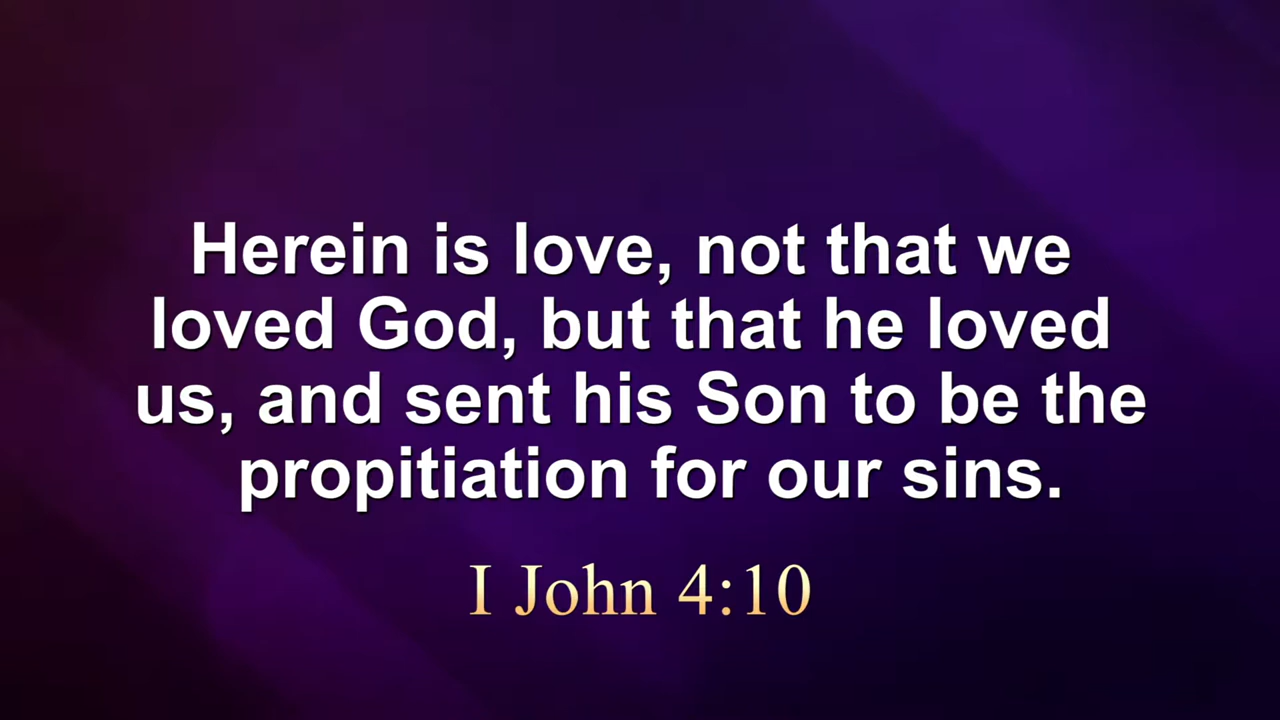 Herein is love, not that we
loved God, but that he loved
us, and sent his Son to be the
propitiation for our sins.
I John 4:10